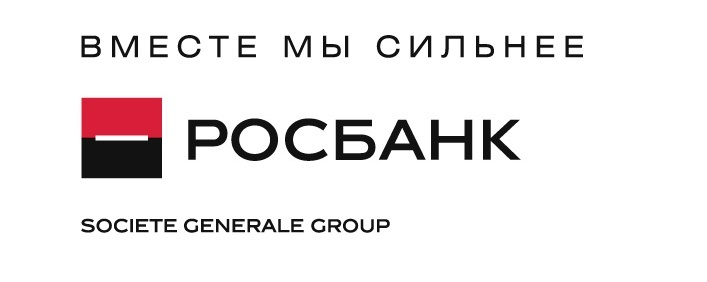 ВМЕСТЕ МЫ СИЛЬНЕЕ
РОСБАНК
SOCIETE GENERALE GROUP